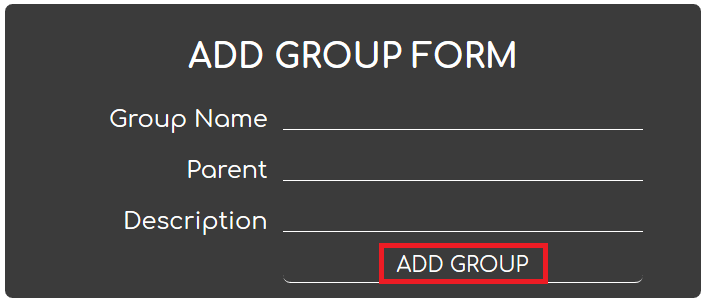 ADD GROUP FORM
Group Name
Parent
Description
ADD GROUP